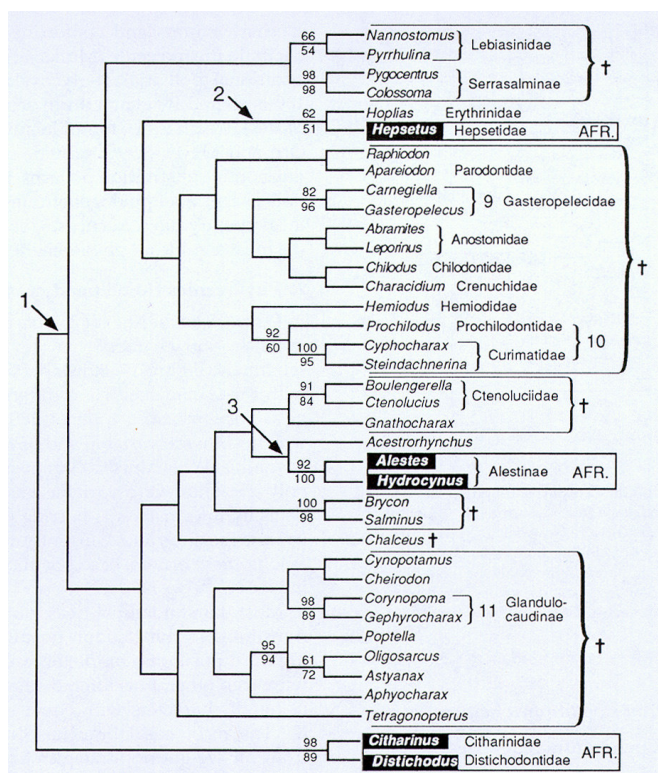 66
54
Nannostomus
Pyrrhulina
Lebiasinidae
98
98
Pygocentrus
Colossoma
Serrasalminae
†
2
62
51
Hoplias Erythrinidae
Hepsetus Hepsetidae AFR.
Raphiodon
Apareiodon Parodontidae
82
96
Carnegiella
Gasteropelecus
9 Gasteropelecidae
Abramites
Leporinus
Anostomidae
Chilodus Chilodontidae
Characidium Crenuchidae
†
1
Hemiodus Hemiodidae
92
60
Prochilodus Prochilodontidae
10
100
95
Cyphocharax
Steindachnerina
Curimatidae
91
84
Boulengerella
Ctenolucius
Ctenoluciidae
†
Gnathocharax
3
Acestrorhynchus
92
100
Alestes
Hydrocynus
Alestinae AFR.
100
98
Brycon
Salminus
†
Chalceus †
Cynopotamus
Cheirodon
98
89
Corynopoma
Gephyrocharax
11 Glandulo-
caudinae
†
Poptella
95
94
Oligosarcus
61
72
Astyanax
Aphyocharax
Tetragonopterus
98
89
Citharinus Citharinidae
Distichodus Distichodontidae
AFR.